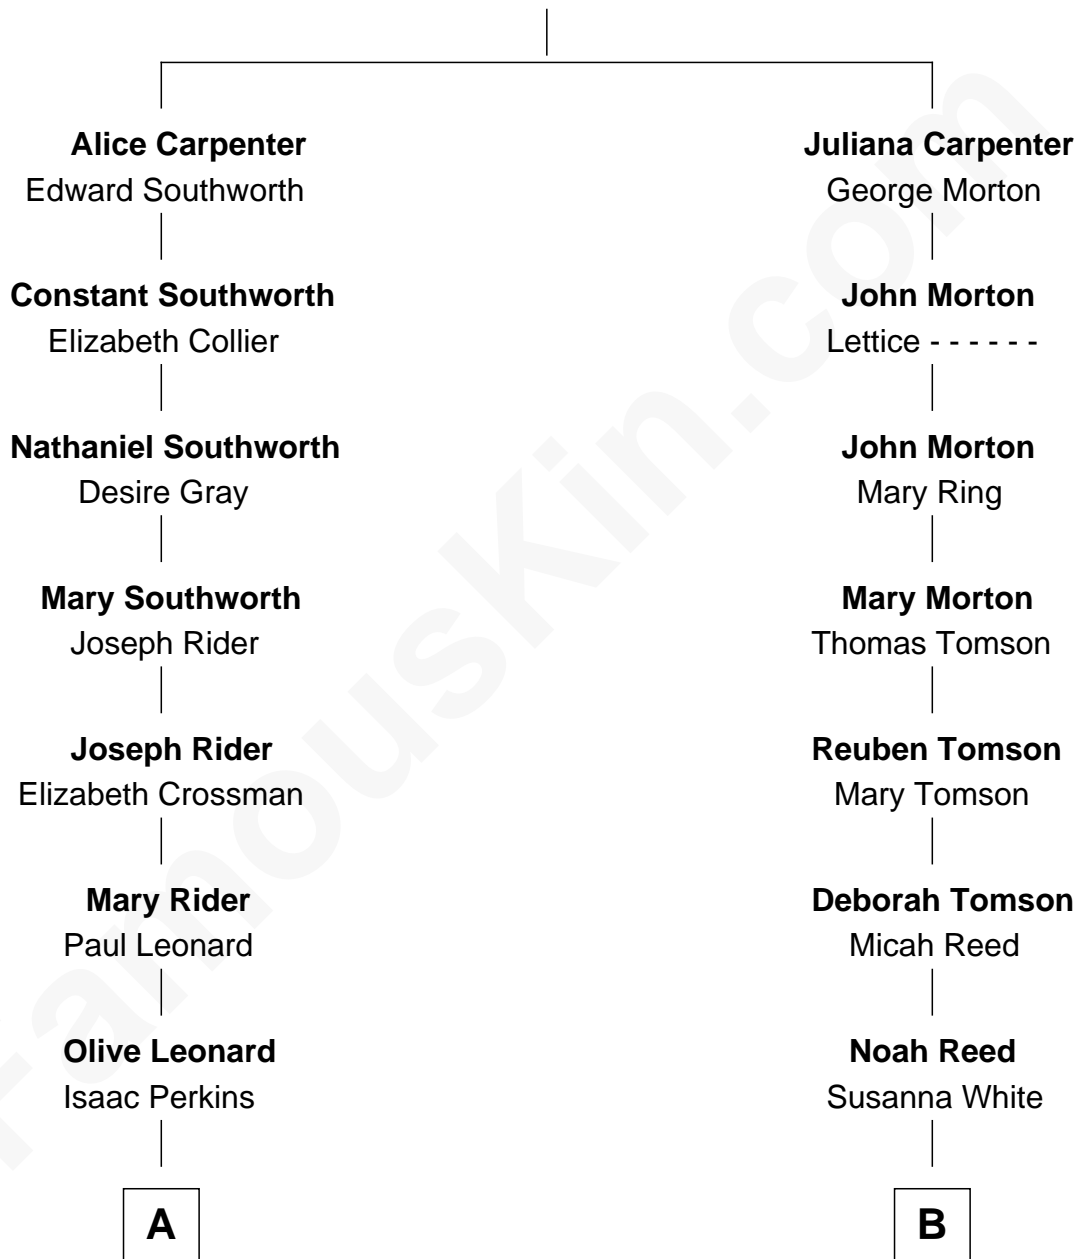 Alice Carpenter
Edward Southworth
Constant Southworth
Elizabeth Collier
Nathaniel Southworth
Desire Gray
Mary Southworth
Joseph Rider
Joseph Rider
Elizabeth Crossman
Mary Rider
Paul Leonard
Olive Leonard
Isaac Perkins
A
Juliana Carpenter
George Morton
John Morton
Lettice - - - - - -
John Morton
Mary Ring
Mary Morton
Thomas Tomson
Reuben Tomson
Mary Tomson
Deborah Tomson
Micah Reed
Noah Reed
Susanna White
B
FamousKin.com